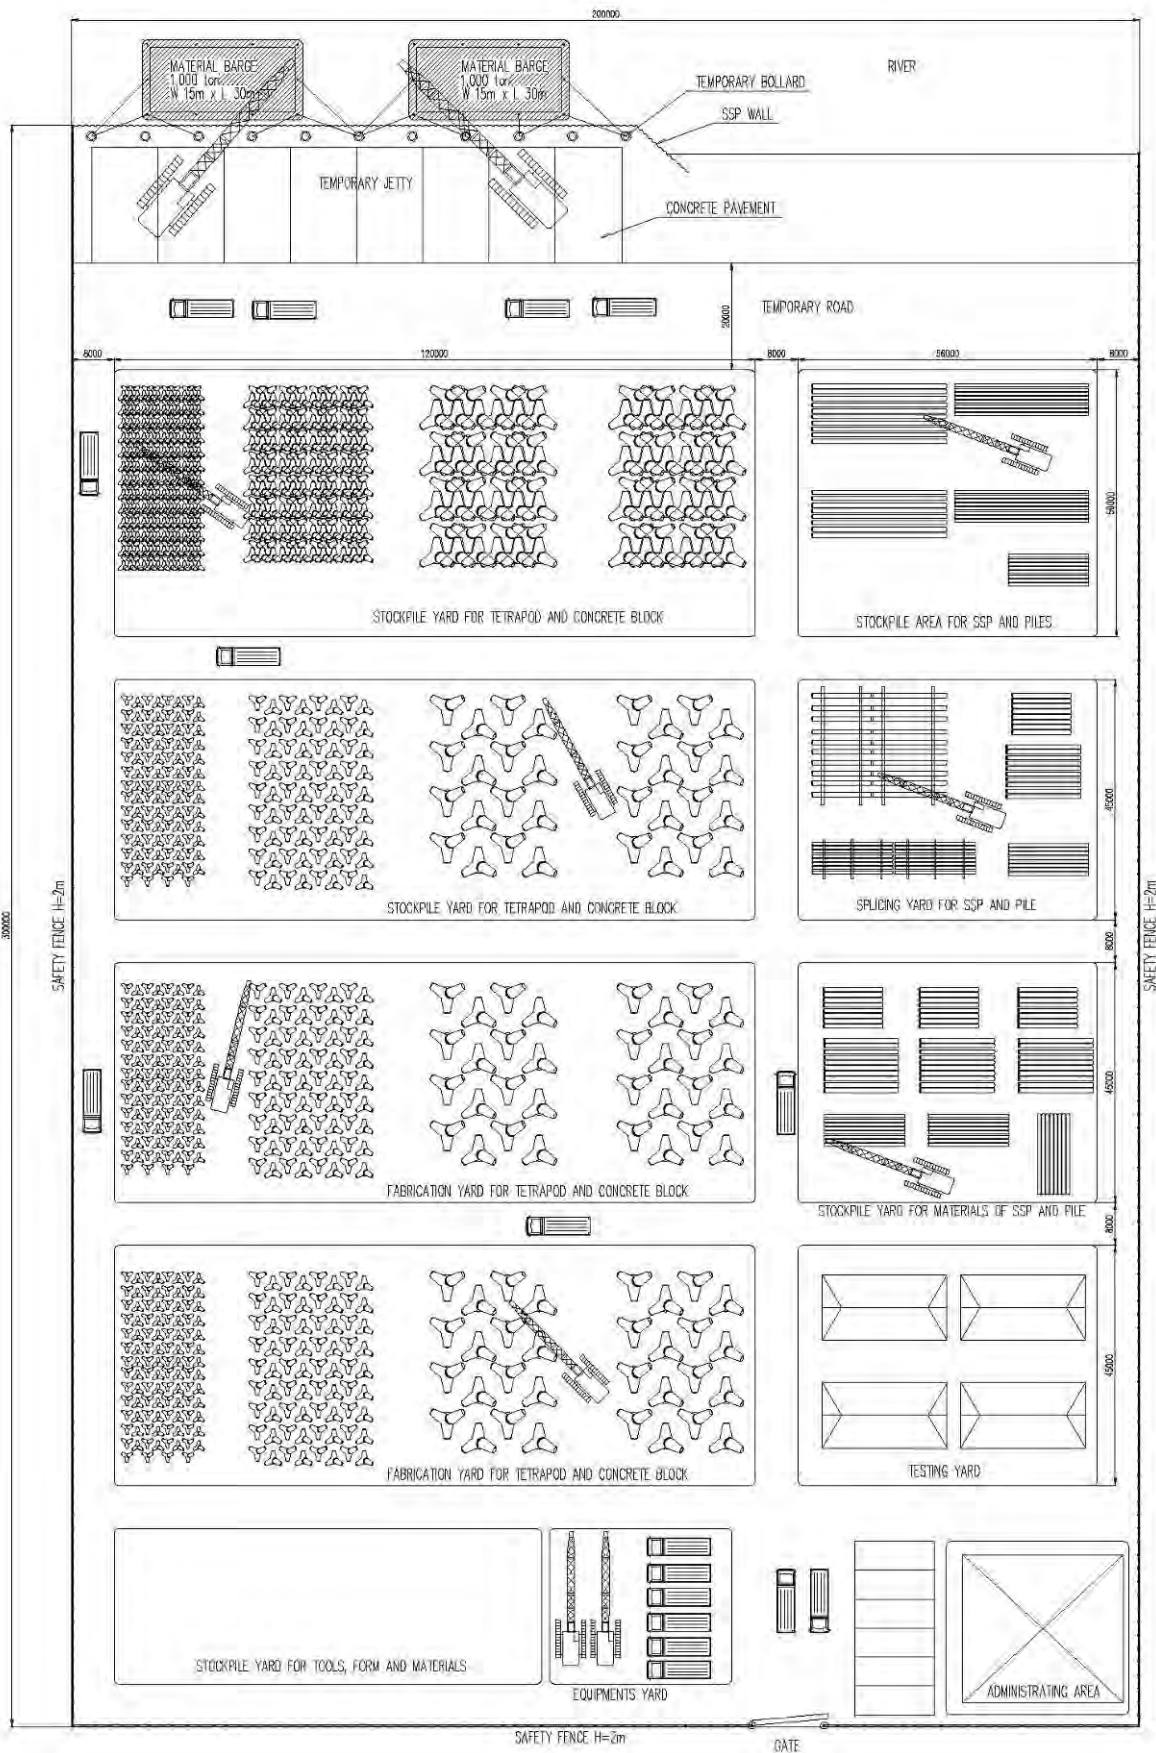 200000
RIVER
MATERIAL BARGE
1,000 ton
W 15m x L 30m
MATERIAL BARGE
1,000 ton
W 15m x L 30m
TEMPORARY BOLLARD
SSP WALL
TEMPORARY JETTY
CONCRETE PAVEMENT
TEMPORARY ROAD
20000
8000
120000
8000
56000
8000
STOCKPILE YARD FOR TETRAPOD AND CONCRETE BLOCK
STOCKPILE AREA FOR SSP AND PILES
STOCKPILE YARD FOR TETRAPOD AND CONCRETE BLOCK
SPLICING YARD FOR SSP AND PILE
45000
8000
300000
SAFETY FENCE H=2m
SAFETY FENCE H=2m
FABRICATION YARD FOR TETRAPOD AND CONCRETE BLOCK
STOCKPILE YARD FOR MATERIALS OF SSP AND PILE
45000
8000
FABRICATION YARD FOR TETRAPOD AND CONCRETE BLOCK
TESTING YARD
45000
STOCKPILE YARD FOR TOOLS, FORM AND MATERIALS
EQUIPMENTS YARD
ADMINISTRATING AREA
SAFETY FENCE H=2m
GATE